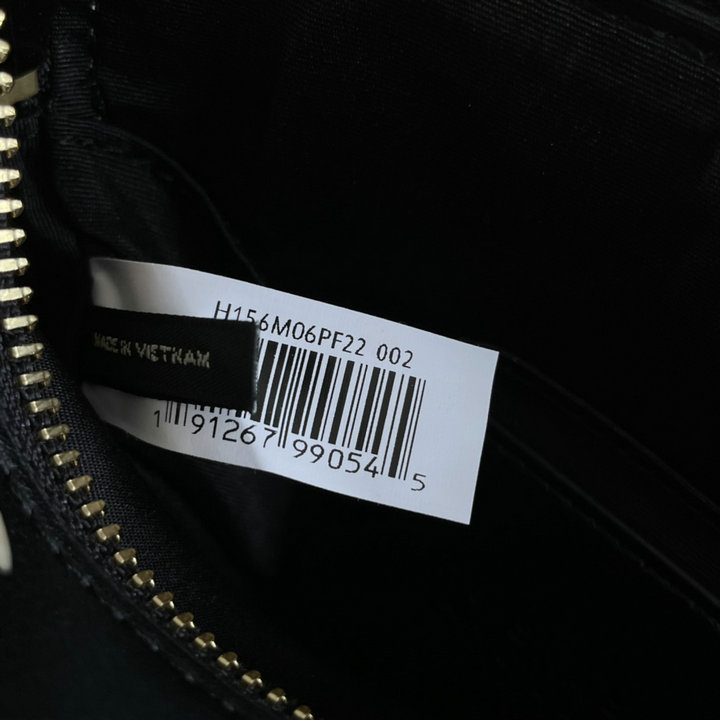 H156M06PF22 002
MADE IN VIETNAM
1 91267 99054 5